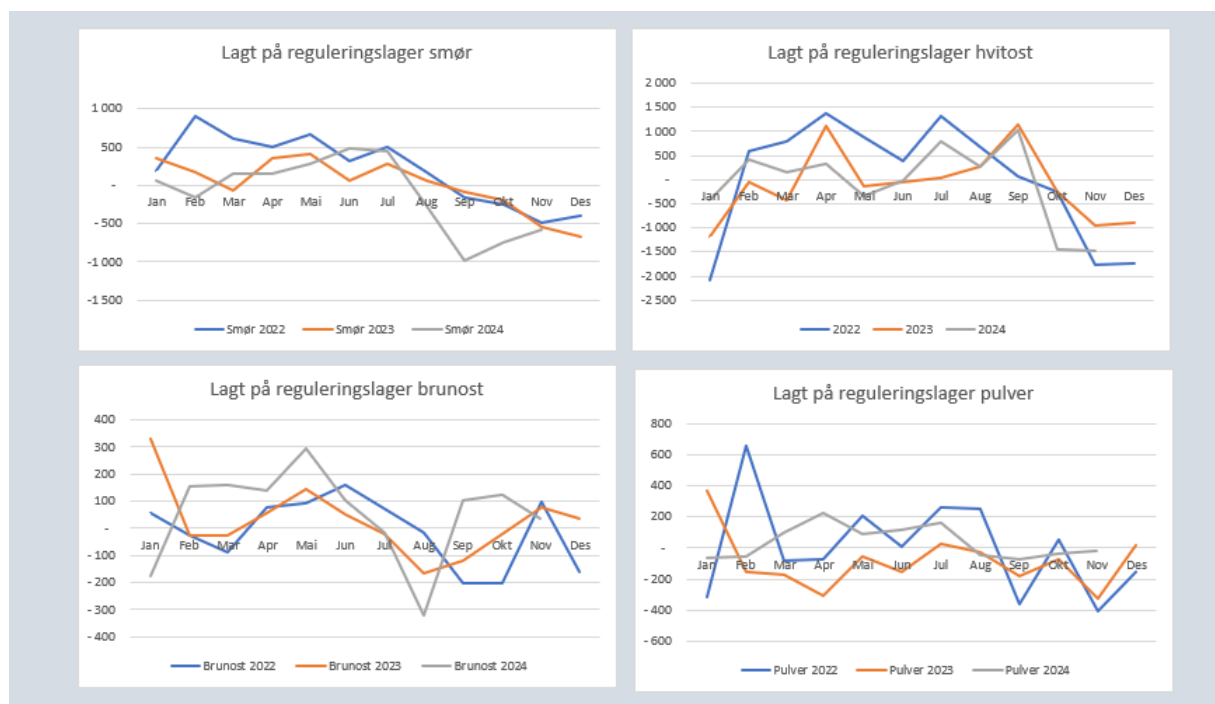 Lagt på reguleringslager smør
1 000
500
-
-500
-1 000
-1 500
Jan Feb Mar Apr Mai Jun Jul Aug Sep Okt Nov Des
Smør 2022 Smør 2023 Smør 2024
Lagt på reguleringslager hvitost
2 000
1 500
1 000
500
-
-500
-1 000
-1 500
-2 000
-2 500
Jan Feb Mar Apr Mai Jun Jul Aug Sep Okt Nov Des
2022 2023 2024
Lagt på reguleringslager brunost
400
300
200
100
-
- 100
- 200
- 300
- 400
Jan Feb Mar Apr Mai Jun Jul Aug Sep Okt Nov Des
Brunost 2022 Brunost 2023 Brunost 2024
Lagt på reguleringslager pulver
800
600
400
200
-
- 200
- 400
- 600
Jan Feb Mar Apr Mai Jun Jul Aug Sep Okt Nov Des
Pulver 2022 Pulver 2023 Pulver 2024